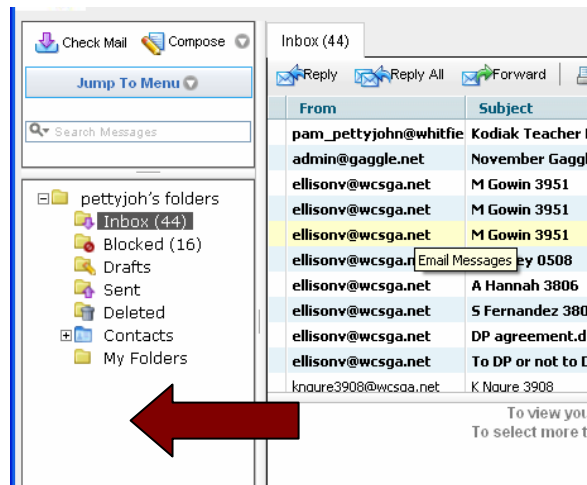 Check Mail Compose
Jump To Menu
Search Messages
pettyjoh's folders
Inbox (44)
Blocked (16)
Drafts
Sent
Deleted
Contacts
My Folders
Inbox (44)
Reply Reply All Forward
From Subject
pam_pettyjohn@whitfie Kodiak Teacher
admin@gaggle.net November Gaggl
ellisonv@wcsga.net M Gowin 3951
ellisonv@wcsga.net M Gowin 3951
ellisonv@wcsga.net M Gowin 3951
ellisonv@wcsga.n Email Messages ey 0508
ellisonv@wcsga.net A Hannah 3806
ellisonv@wcsga.net S Fernandez 380
ellisonv@wcsga.net DP agreement.d
ellisonv@wcsga.net To DP or not to D
kngure3908@wcsga.net K Ngure 3908
To view you
To select more t